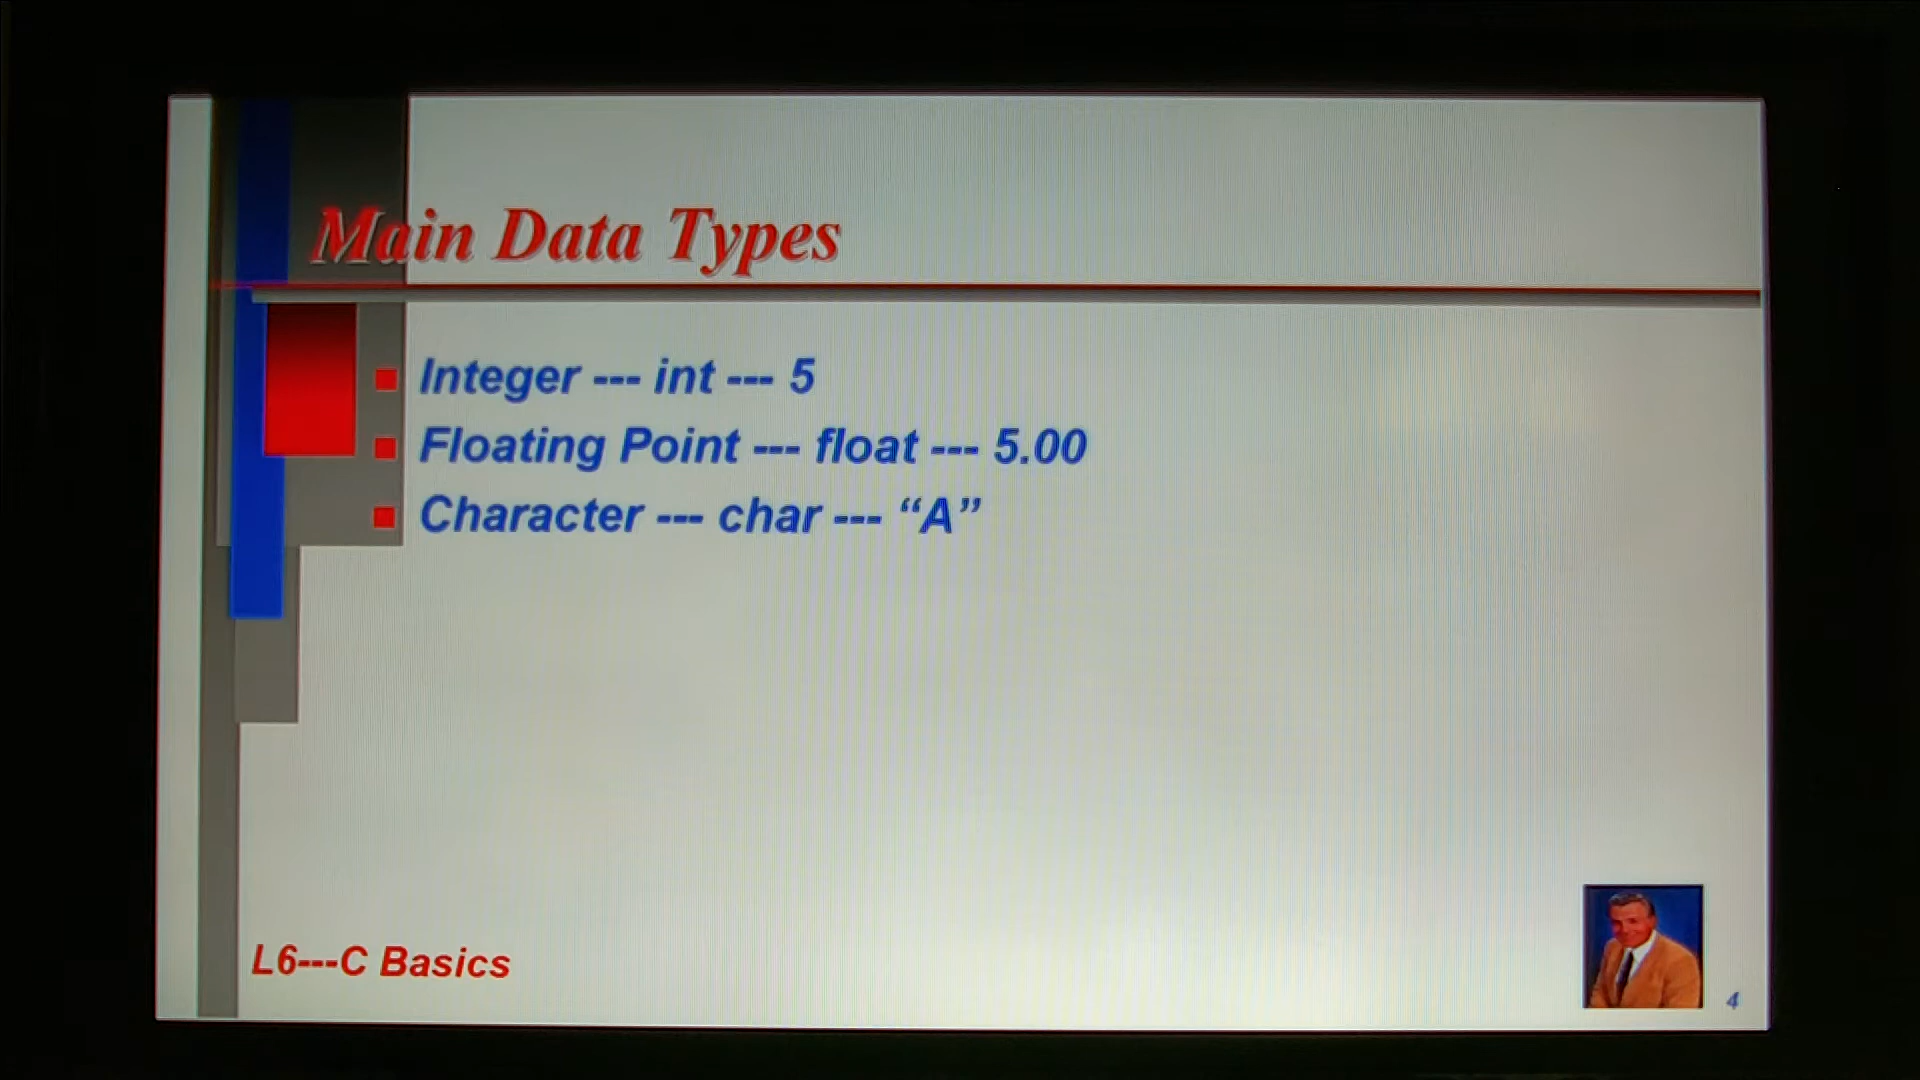 Main Data Types
Integer --- int --- 5
Floating Point --- float --- 5.00
Character --- char --- “A”
L6---C Basics
4